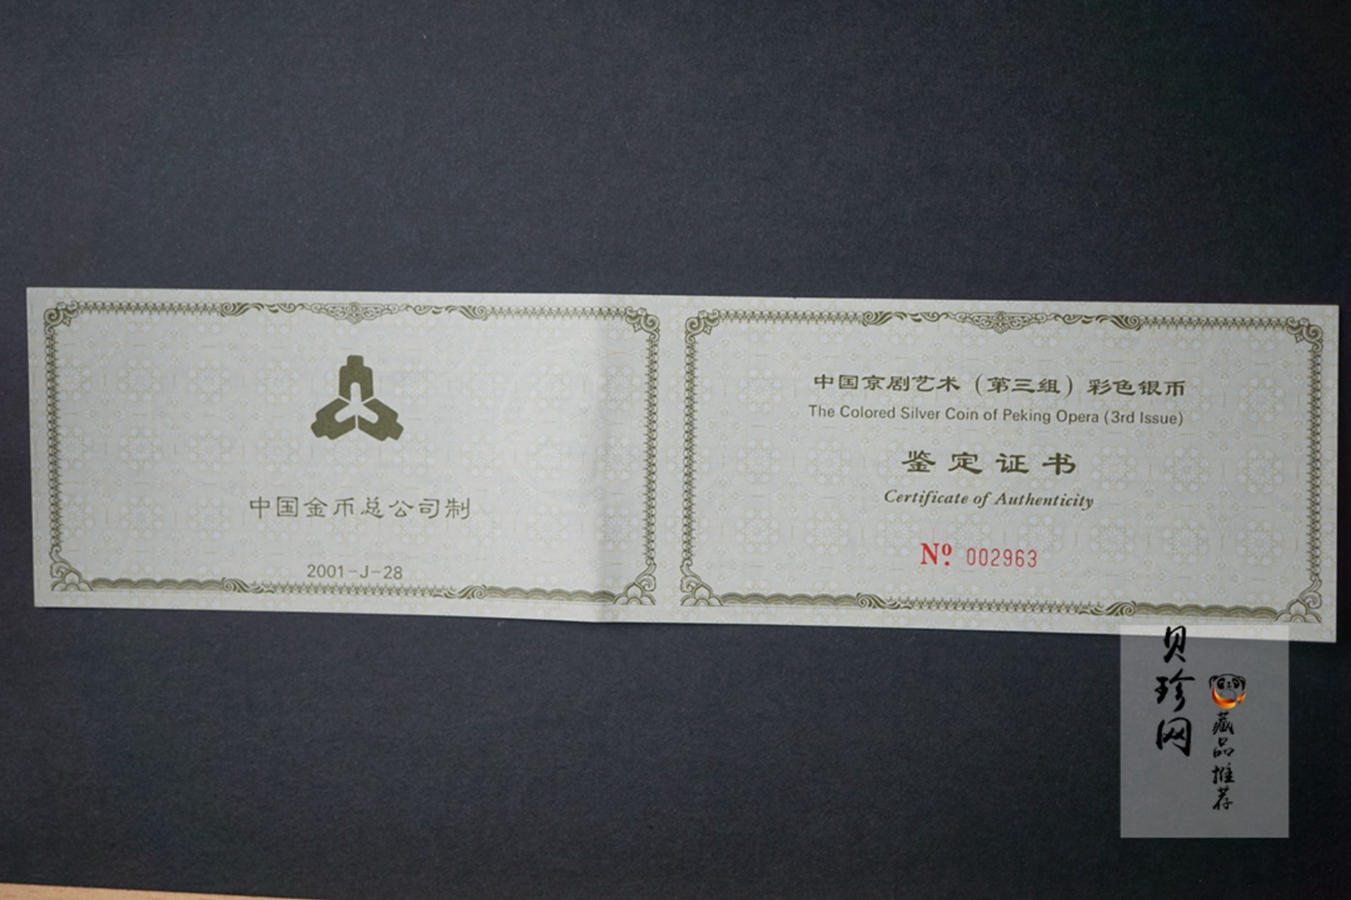 中国金币总公司制
2001-J-28
中国京剧艺术（第三组）彩色银币
The Colored Silver Coin of Peking Opera (3rd Issue)
鉴定证书
Certificate of Authenticity
Nº. 002963
贝珍网
藏品推荐